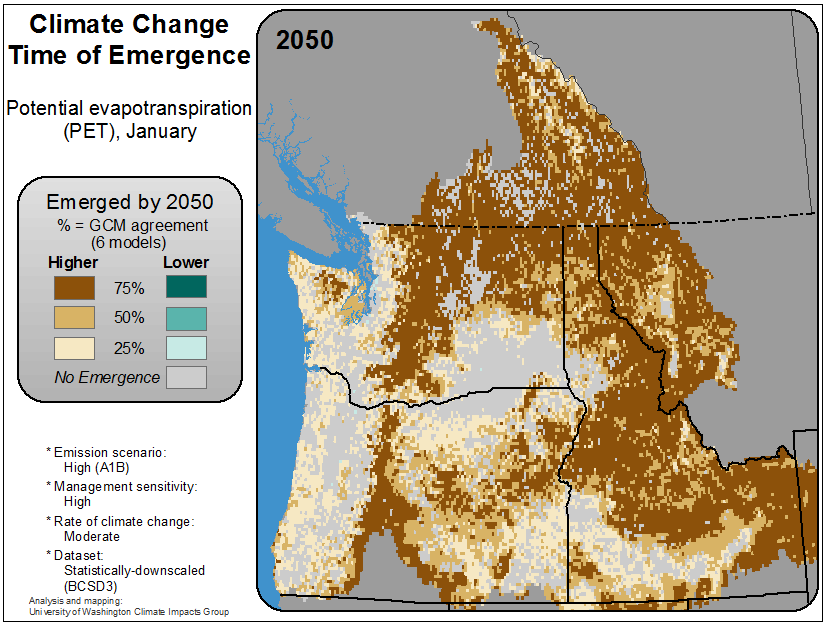 Climate Change
Time of Emergence
Potential evapotranspiration
(PET), January
2050
Emerged by 2050
% = GCM agreement
(6 models)
Higher Lower
75%
50%
25%
No Emergence
* Emission scenario:
High (A1B)
* Management sensitivity:
High
* Rate of climate change:
Moderate
* Dataset:
Statistically-downscaled
(BCSD3)
Analysis and mapping:
University of Washington Climate Impacts Group